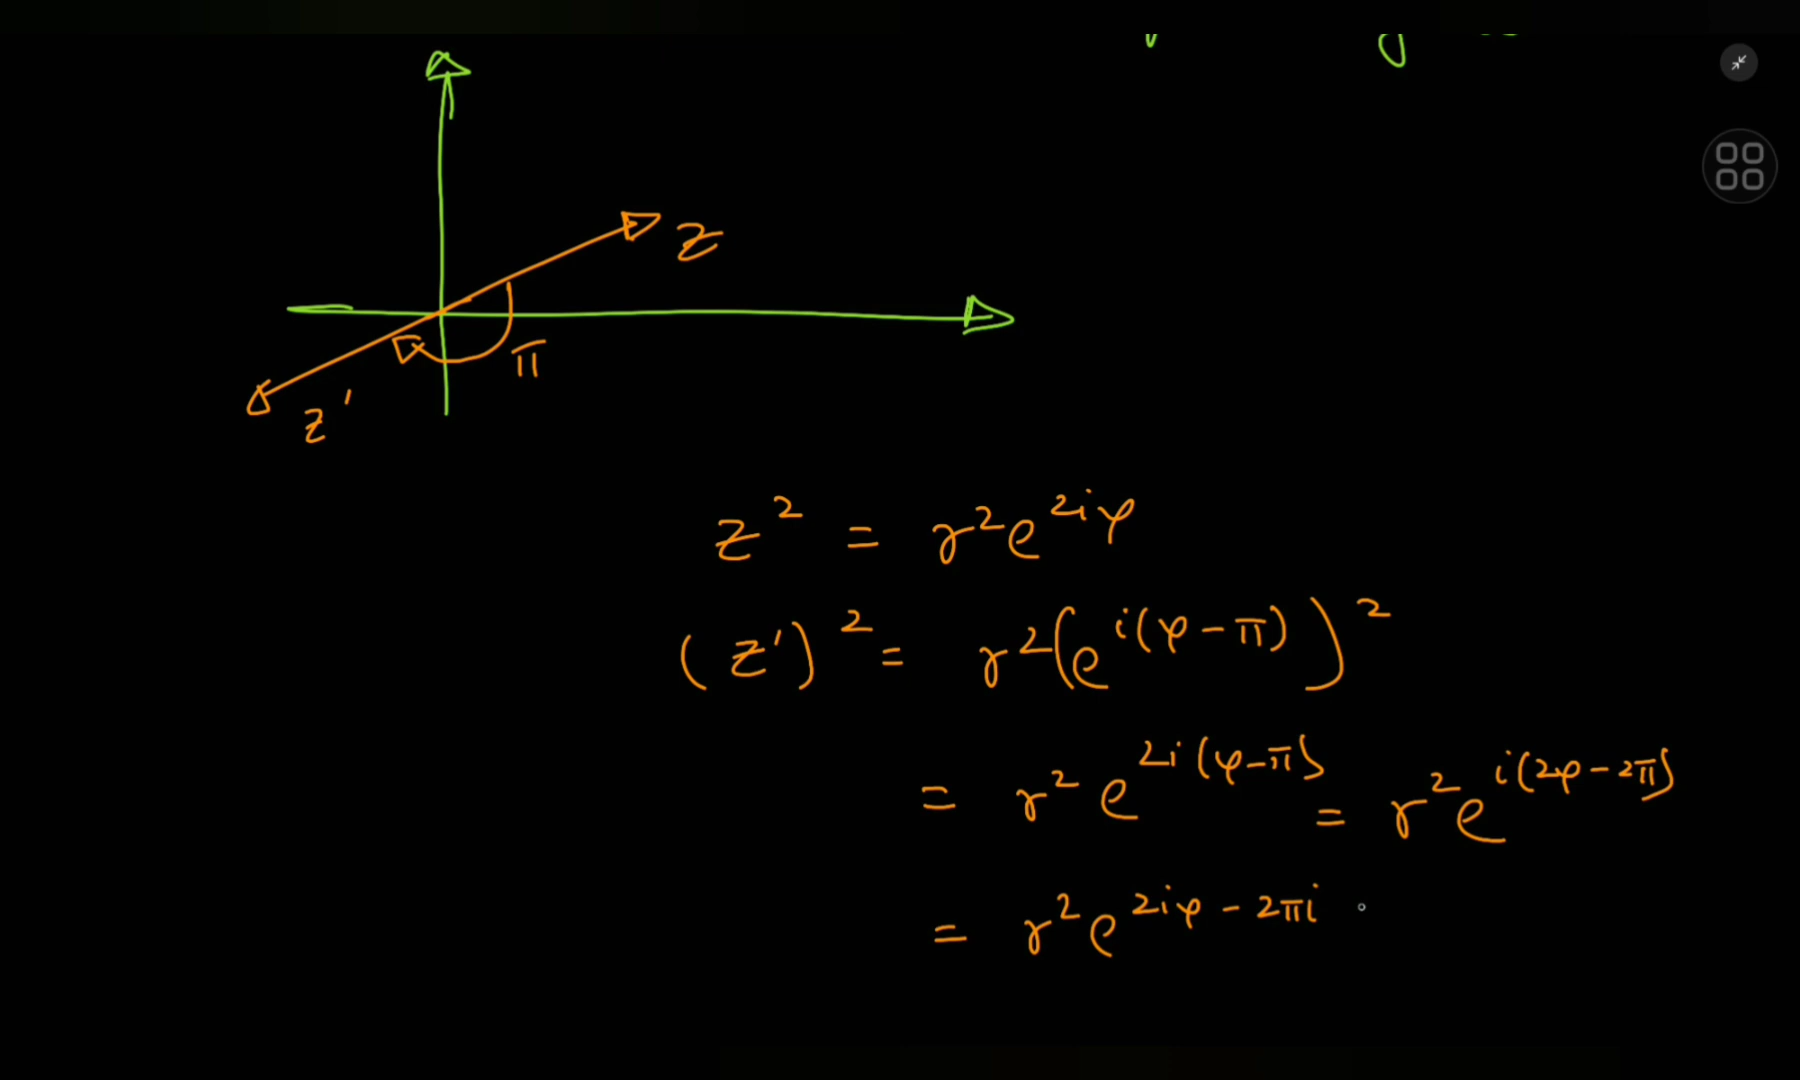 z
π
z'
z² = r²e^{2iφ}
(z')² = r²(e^{i(φ-π)})²
= r²e^{2i(φ-π)} = r²e^{i(2φ-2π)}
= r²e^{2iφ-2πi}